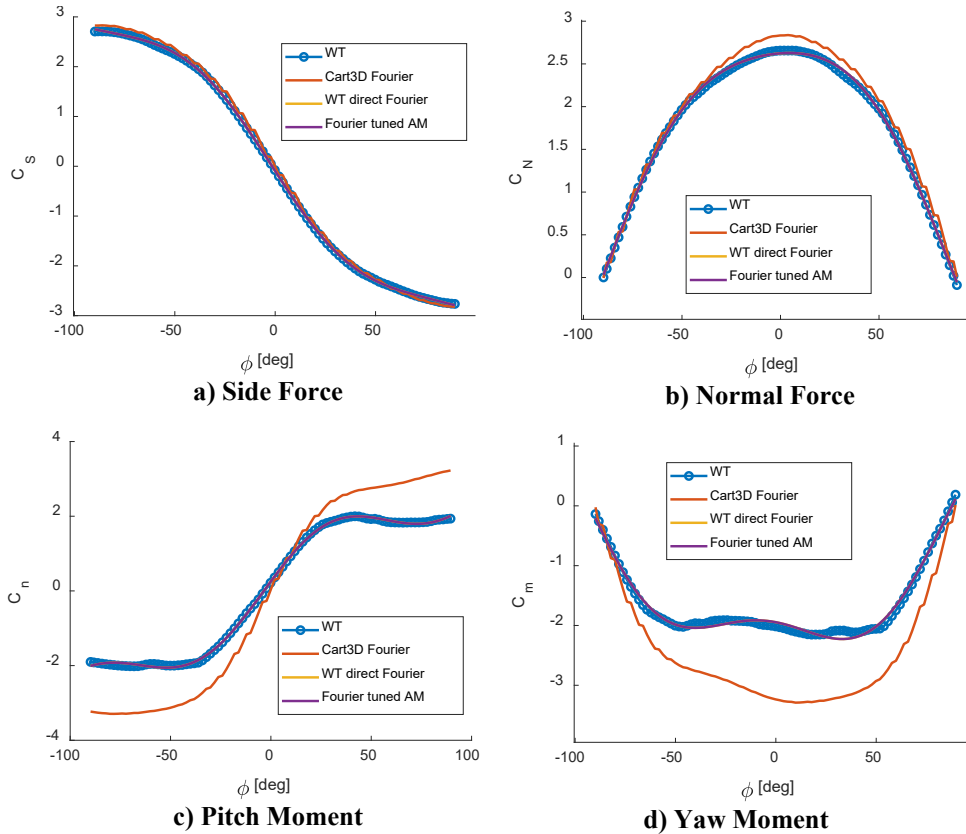 3
2
1
0
-1
-2
-3
C_S
-100
-50
0
50
ϕ [deg]
WT
Cart3D Fourier
WT direct Fourier
Fourier tuned AM
a) Side Force
3
2.5
2
1.5
1
0.5
0
C_N
-100
-50
0
50
ϕ [deg]
WT
Cart3D Fourier
WT direct Fourier
Fourier tuned AM
b) Normal Force
4
2
0
-2
-4
C_n
-100
-50
0
50
100
ϕ [deg]
WT
Cart3D Fourier
WT direct Fourier
Fourier tuned AM
c) Pitch Moment
1
0
-1
-2
-3
C_m
-100
-50
0
50
ϕ [deg]
WT
Cart3D Fourier
WT direct Fourier
Fourier tuned AM
d) Yaw Moment